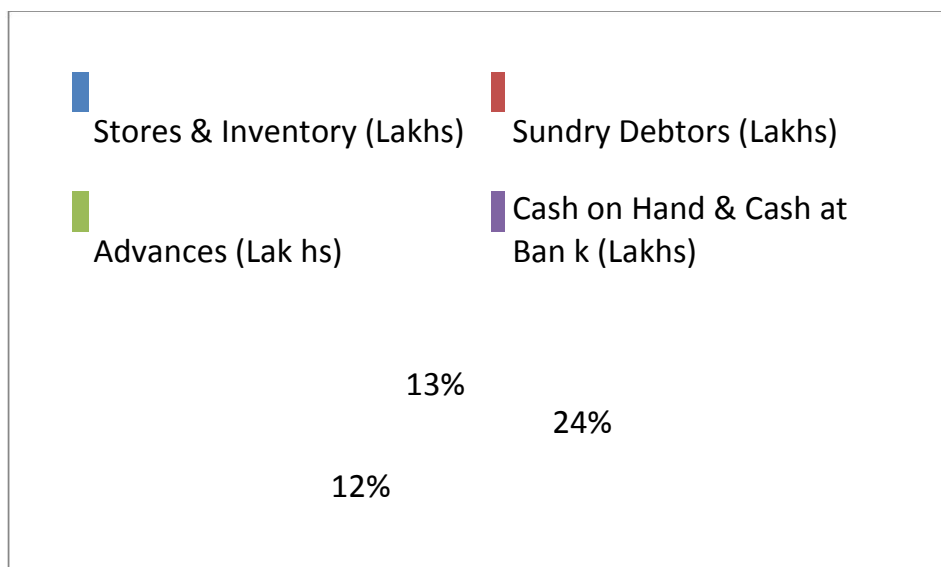 Stores & Inventory (Lakhs)
Sundry Debtors (Lakhs)
Advances (Lak hs)
Cash on Hand & Cash at
Ban k (Lakhs)
13%
24%
12%